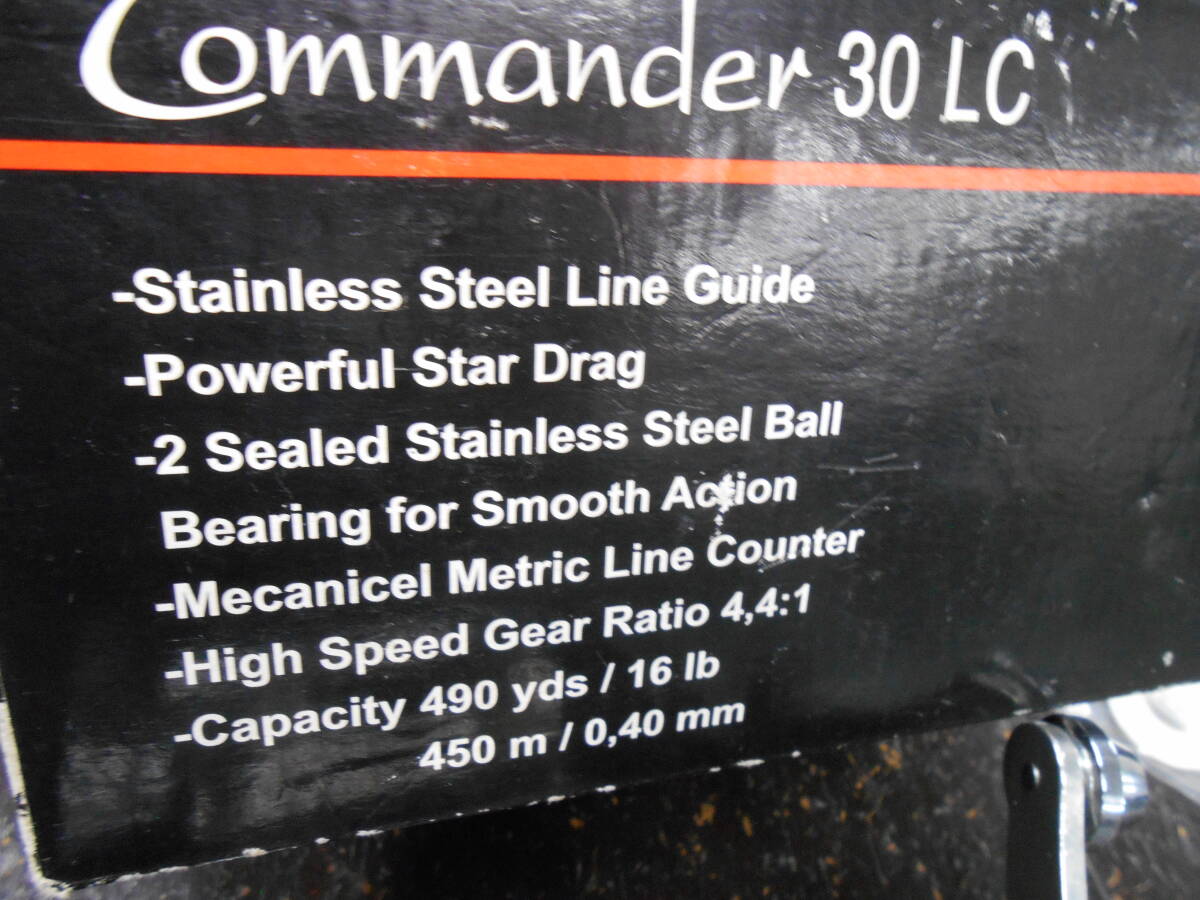 Commander 30 LC
-Stainless Steel Line Guide
-Powerful Star Drag
-2 Sealed Stainless Steel Ball
Bearing for Smooth Action
-Mecanicel Metric Line Counter
-High Speed Gear Ratio 4,4:1
-Capacity 490 yds / 16 lb
450 m / 0,40 mm